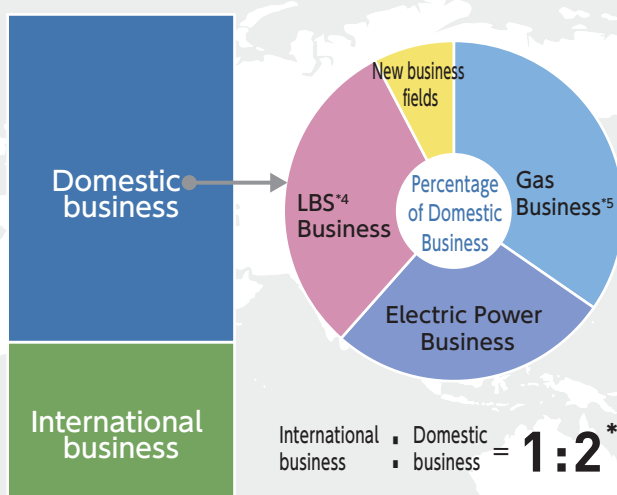 Domestic
business
International
business
New business
fields
LBS*4
Business
Percentage
of Domestic
Business
Gas
Business*5
Electric Power
Business
International
business
:
Domestic
business
= 1:2*